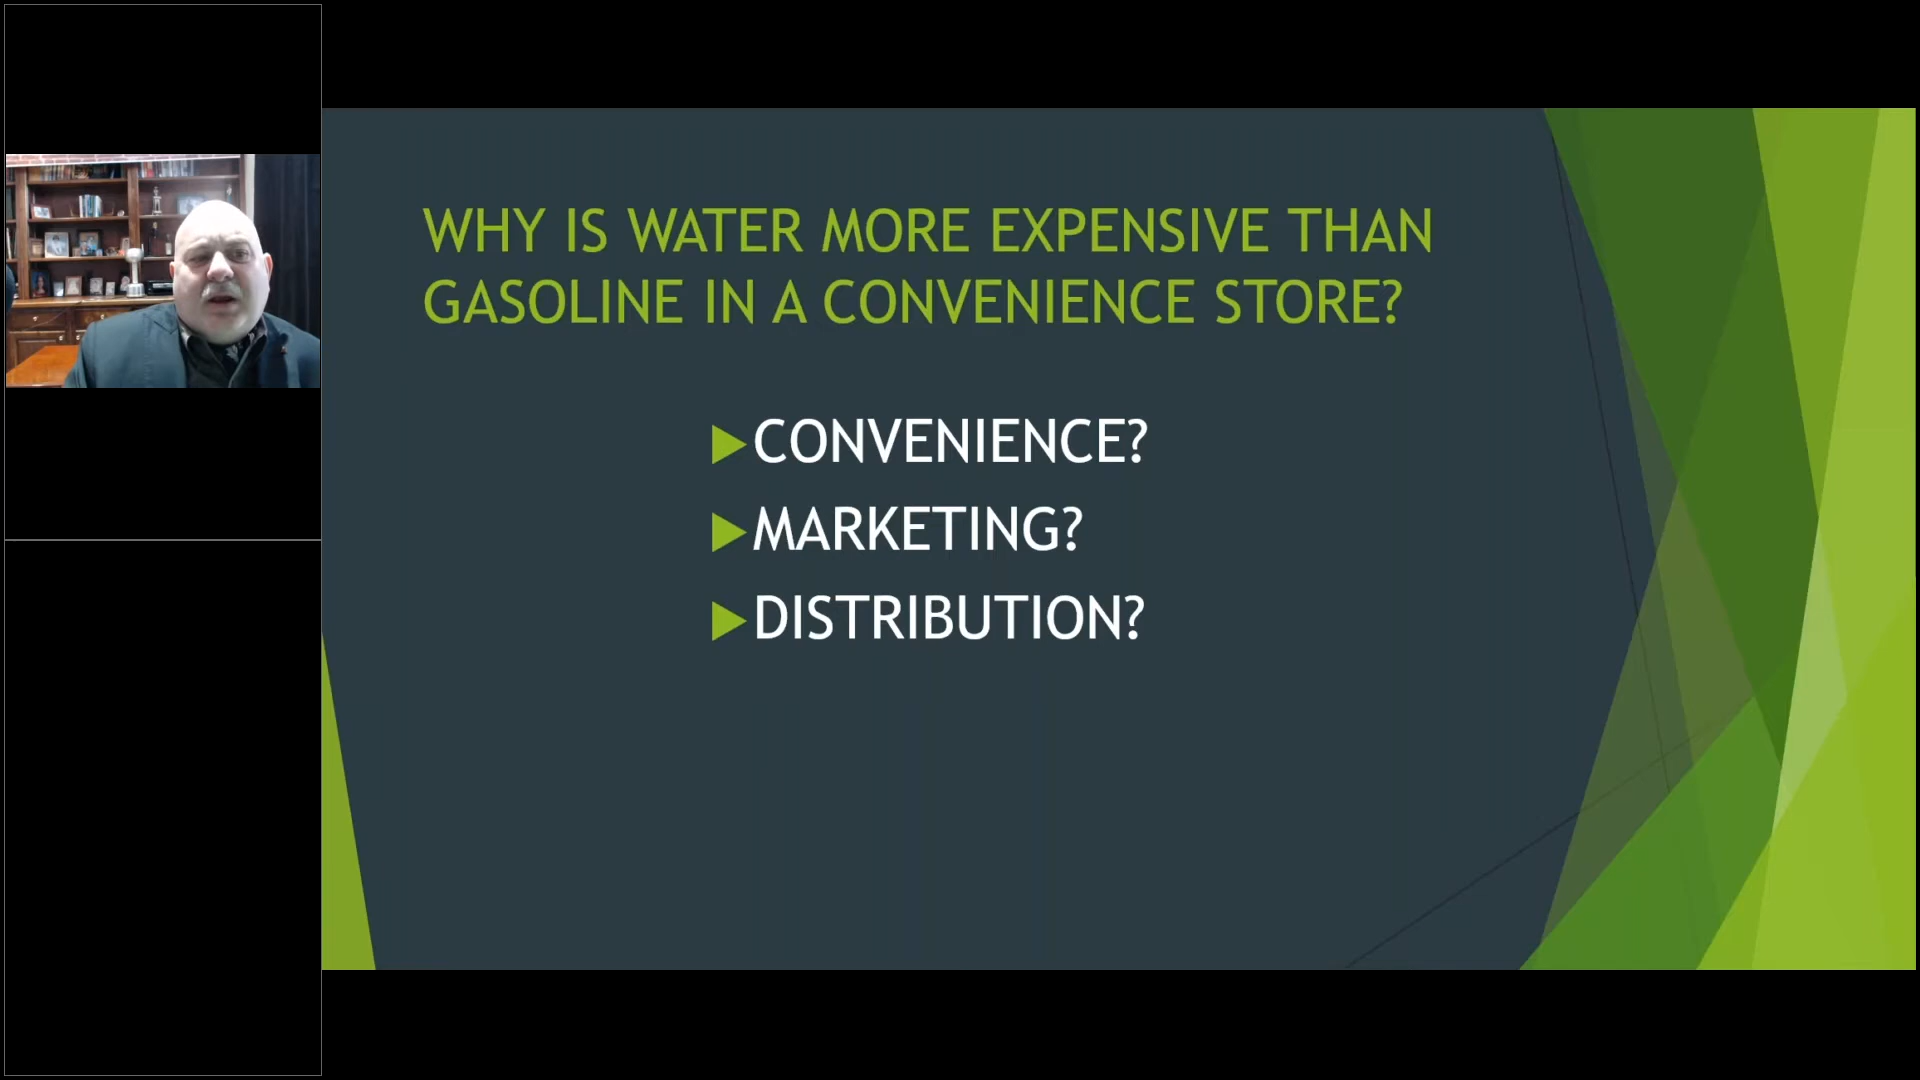 WHY IS WATER MORE EXPENSIVE THAN
GASOLINE IN A CONVENIENCE STORE?
CONVENIENCE?
MARKETING?
DISTRIBUTION?